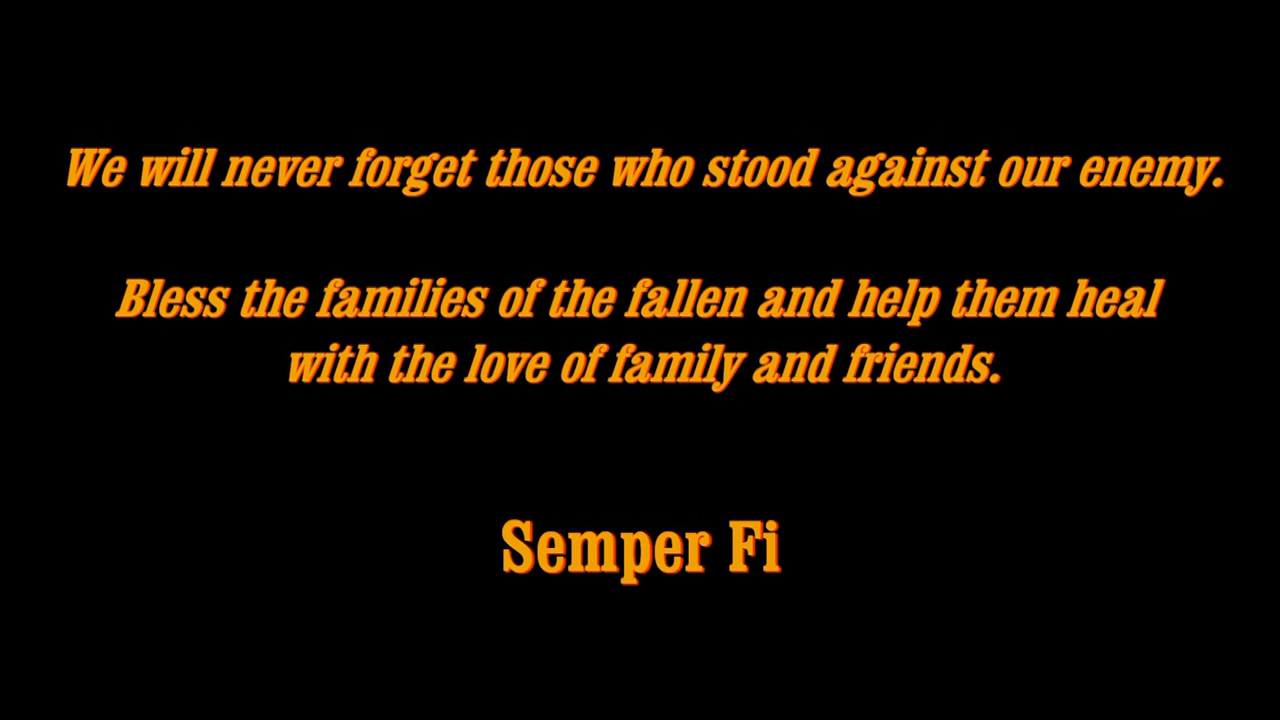 We will never forget those who stood against our enemy.
Bless the families of the fallen and help them heal
with the love of family and friends.
Semper Fi